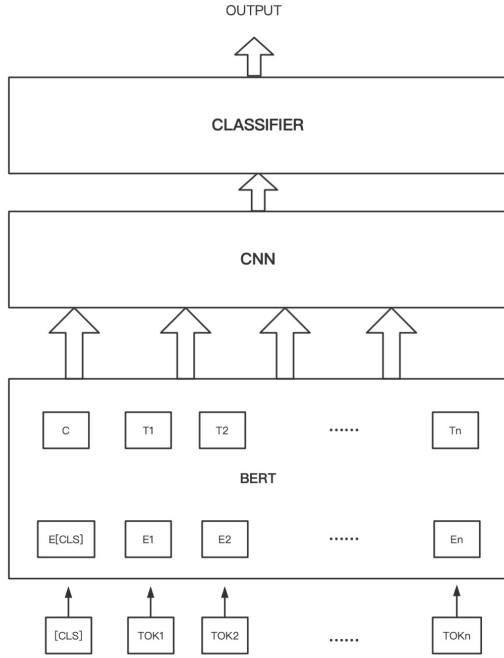 OUTPUT
CLASSIFIER
CNN
C T1 T2 ...... Tn
BERT
E[CLS] E1 E2 ...... En
[CLS] TOK1 TOK2 ...... TOKn